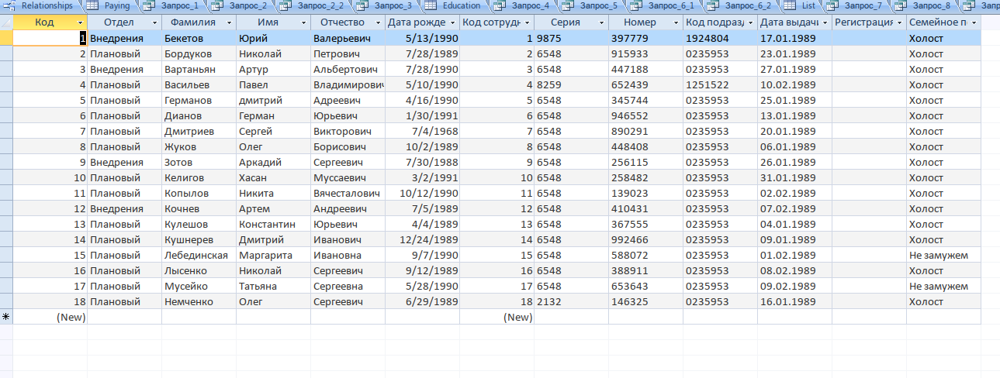 Relationships Paying Запрос_1 Запрос_2 Запрос_2_2 Запрос_3 Education Запрос_4 Запрос_5 Запрос_6_1 Запрос_6_2 List Запрос_7 Запрос_8 Запр
Код Отдел Фамилия Имя Отчество Дата рожде Код сотрудн Серия Номер Код подразд Дата выдачи Регистрация Семейное п
1 Внедрения Бекетов Юрий Валерьевич 5/13/1990 1 9875 397779 1924804 17.01.1989 Холост
2 Плановый Бордуков Николай Петрович 7/28/1989 2 6548 915933 0235953 23.01.1989 Холост
3 Внедрения Вартаньян Артур Альбертович 7/28/1990 3 6548 447188 0235953 27.01.1989 Холост
4 Плановый Васильев Павел Владимирович 5/10/1990 4 8259 652439 1251522 10.02.1989 Холост
5 Плановый Германов дмитрий Адреевич 4/16/1990 5 6548 345744 0235953 25.01.1989 Холост
6 Плановый Дианов Герман Юрьевич 1/30/1991 6 6548 946552 0235953 13.01.1989 Холост
7 Плановый Дмитриев Сергей Викторович 7/4/1968 7 6548 890291 0235953 20.01.1989 Холост
8 Плановый Жуков Олег Борисович 10/2/1989 8 6548 448408 0235953 06.01.1989 Холост
9 Внедрения Зотов Аркадий Сергеевич 7/30/1988 9 6548 256115 0235953 26.01.1989 Холост
10 Плановый Келигов Хасан Муссаевич 3/2/1991 10 6548 258482 0235953 31.01.1989 Холост
11 Плановый Копылов Никита Вячесталович 10/12/1990 11 6548 139023 0235953 02.02.1989 Холост
12 Внедрения Кочнев Артем Андреевич 7/5/1989 12 6548 410431 0235953 07.02.1989 Холост
13 Плановый Кулешов Константин Юрьевич 4/4/1989 13 6548 367555 0235953 04.01.1989 Холост
14 Плановый Кушнерев Дмитрий Иванович 12/24/1989 14 6548 992466 0235953 09.01.1989 Холост
15 Плановый Лебединская Маргарита Ивановна 9/7/1990 15 6548 588072 0235953 01.02.1989 Не замужем
16 Плановый Лысенко Николай Сергеевич 9/12/1989 16 6548 388911 0235953 08.02.1989 Холост
17 Плановый Мусейко Татьяна Сергеевна 5/28/1990 17 6548 653643 0235953 09.02.1989 Не замужем
18 Плановый Немченко Олег Сергеевич 6/29/1989 18 2132 146325 0235953 16.01.1989 Холост
(New) (New)